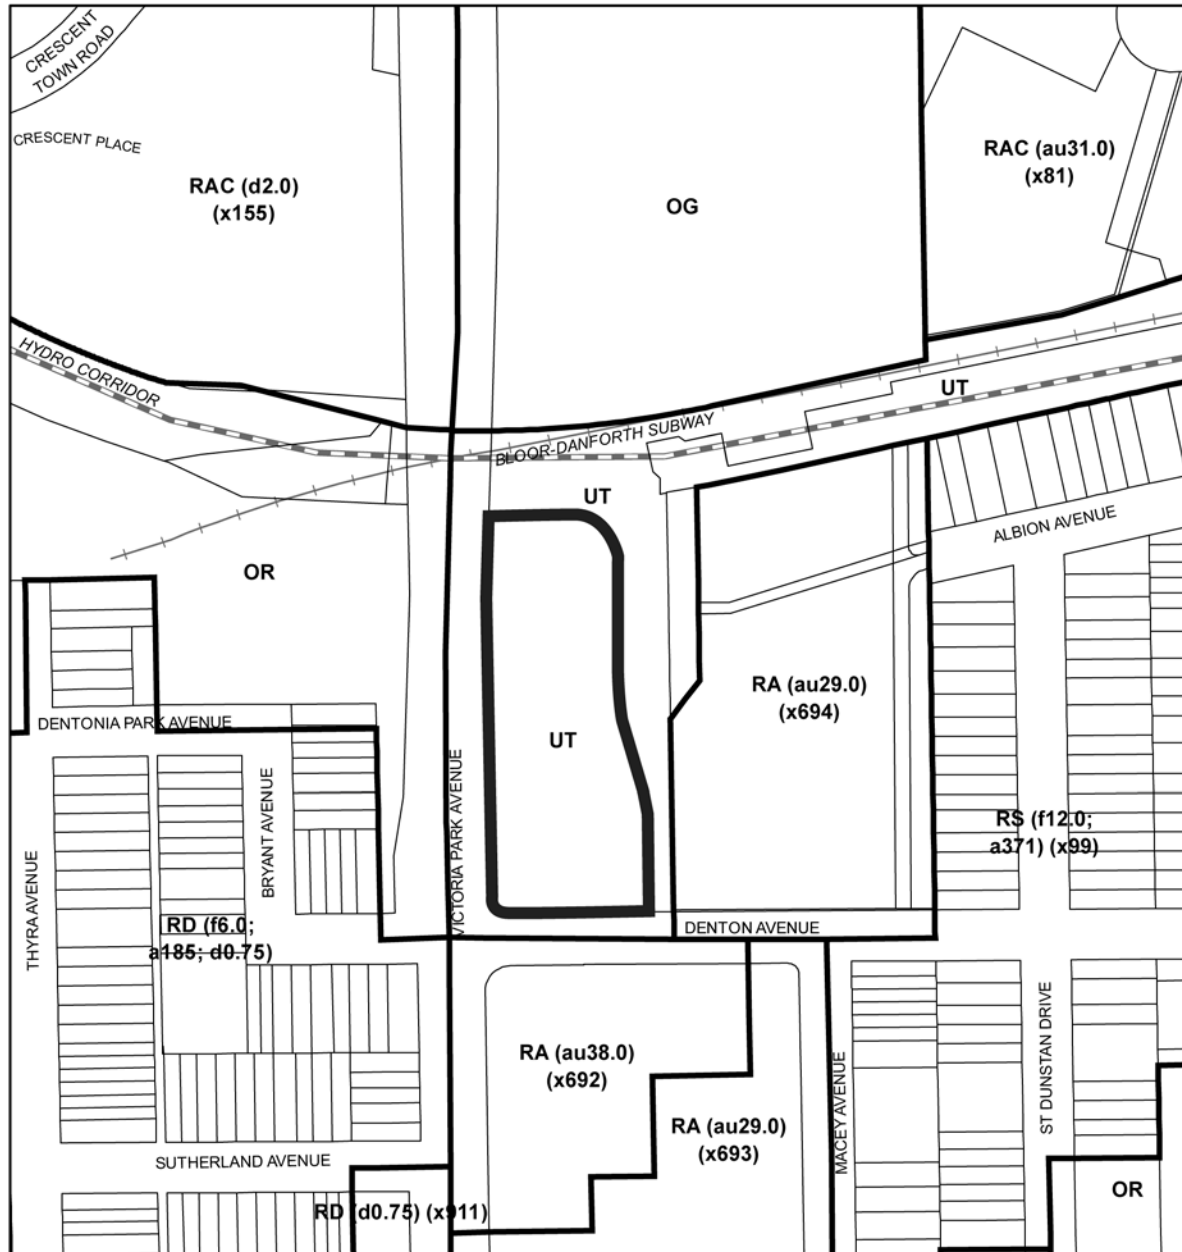 CRESCENT
TOWN ROAD
CRESCENT PLACE
RAC (d2.0)
(x155)
OG
RAC (au31.0)
(x81)
HYDRO CORRIDOR
BLOOR-DANFORTH SUBWAY
UT
UT
OR
ALBION AVENUE
RA (au29.0)
(x694)
DENTONIA PARK AVENUE
UT
VICTORIA PARK AVENUE
BRYANT AVENUE
THYRA AVENUE
RS (f12.0;
a371) (x99)
RD (f6.0;
a185; d0.75)
DENTON AVENUE
RA (au38.0)
(x692)
RA (au29.0)
(x693)
MACEY AVENUE
ST DUNSTAN DRIVE
SUTHERLAND AVENUE
RD (d0.75) (x911)
OR